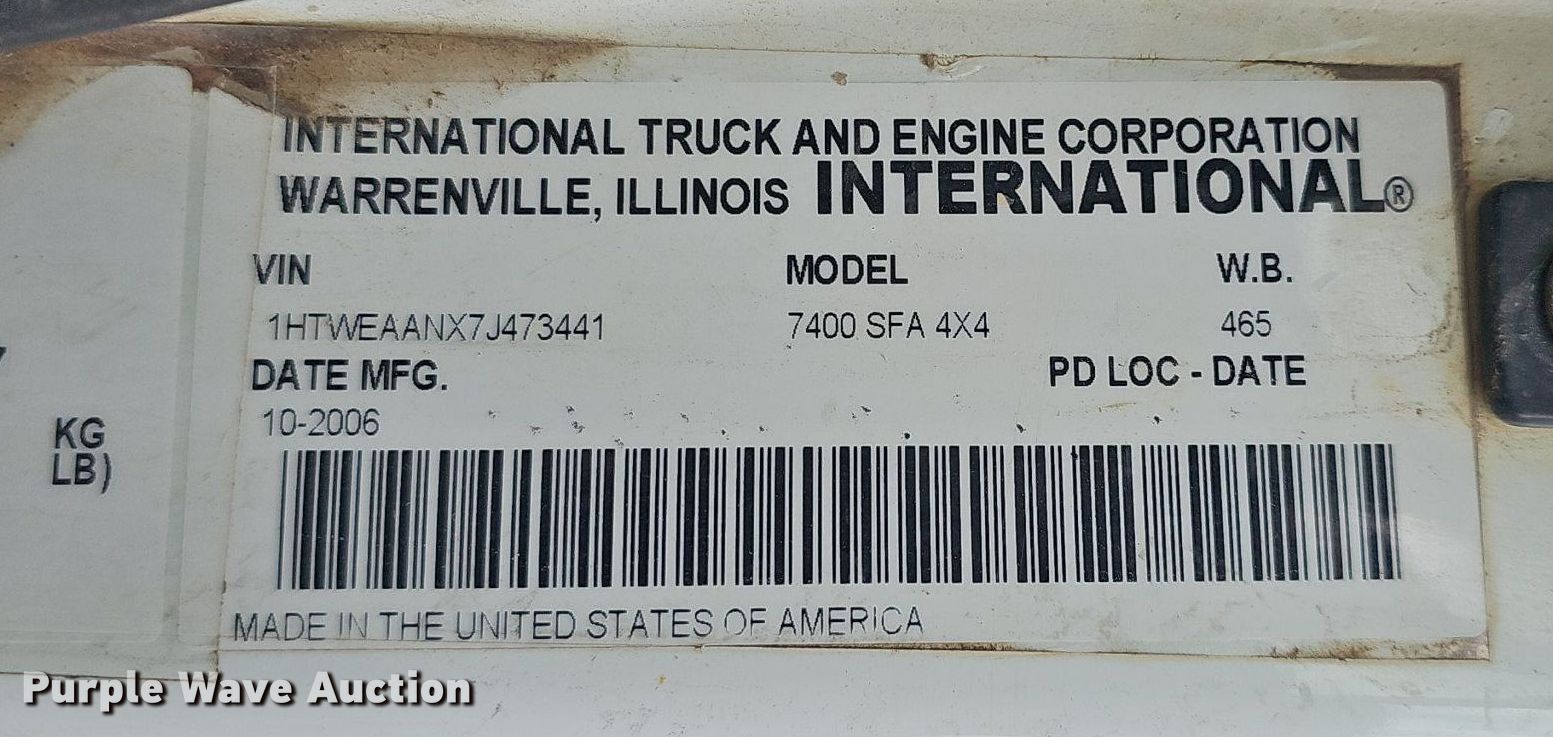 INTERNATIONAL TRUCK AND ENGINE CORPORATION
WARRENVILLE, ILLINOIS INTERNATIONAL®
VIN MODEL W.B.
1HTWEAANX7J473441 7400 SFA 4X4 465
DATE MFG. PD LOC - DATE
10-2006
KG
LB)
MADE IN THE UNITED STATES OF AMERICA
Purple Wave Auction